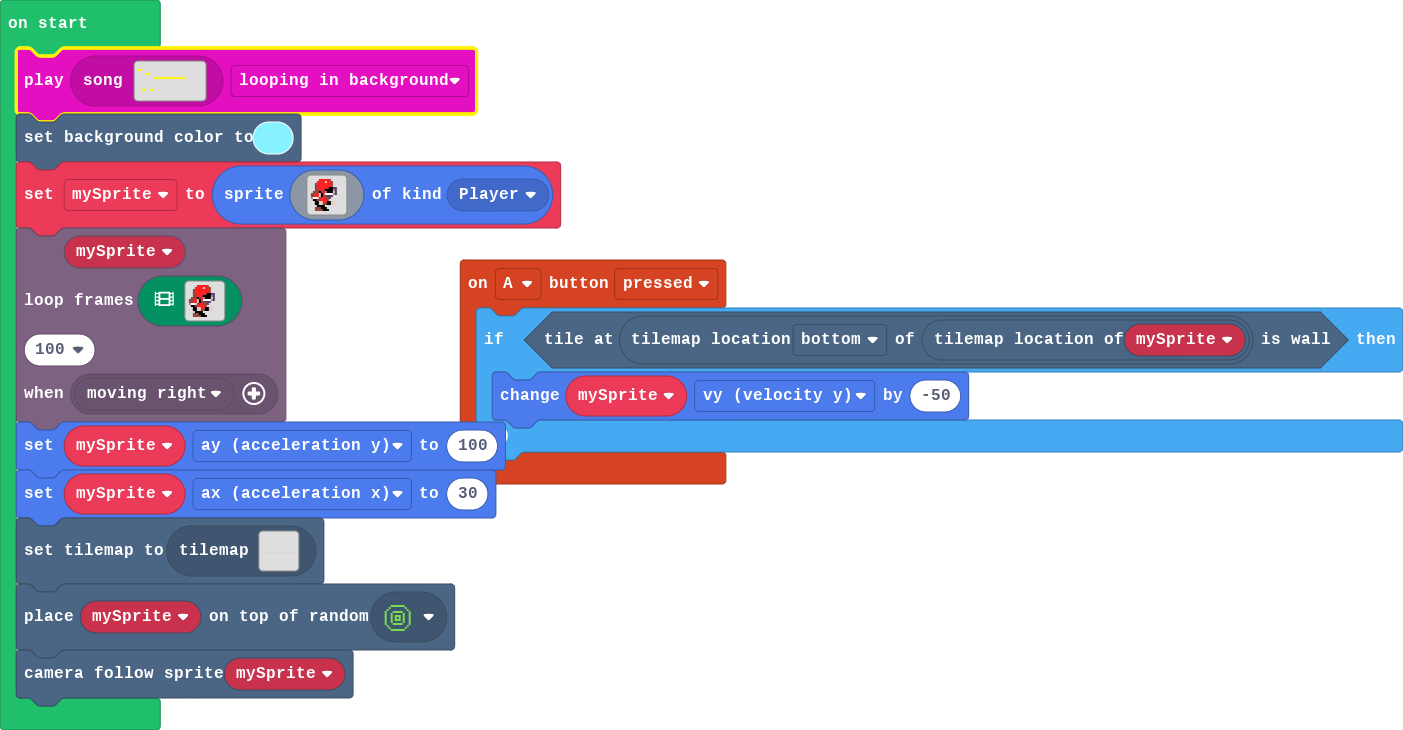 on start
play song looping in background
set background color to
set mySprite to sprite of kind Player
mySprite
loop frames
100
when moving right
set mySprite ay (acceleration y) to 100
set mySprite ax (acceleration x) to 30
set tilemap to tilemap
place mySprite on top of random
camera follow sprite mySprite
on A button pressed
if tile at tilemap location bottom of tilemap location of mySprite is wall then
change mySprite vy (velocity y) by -50